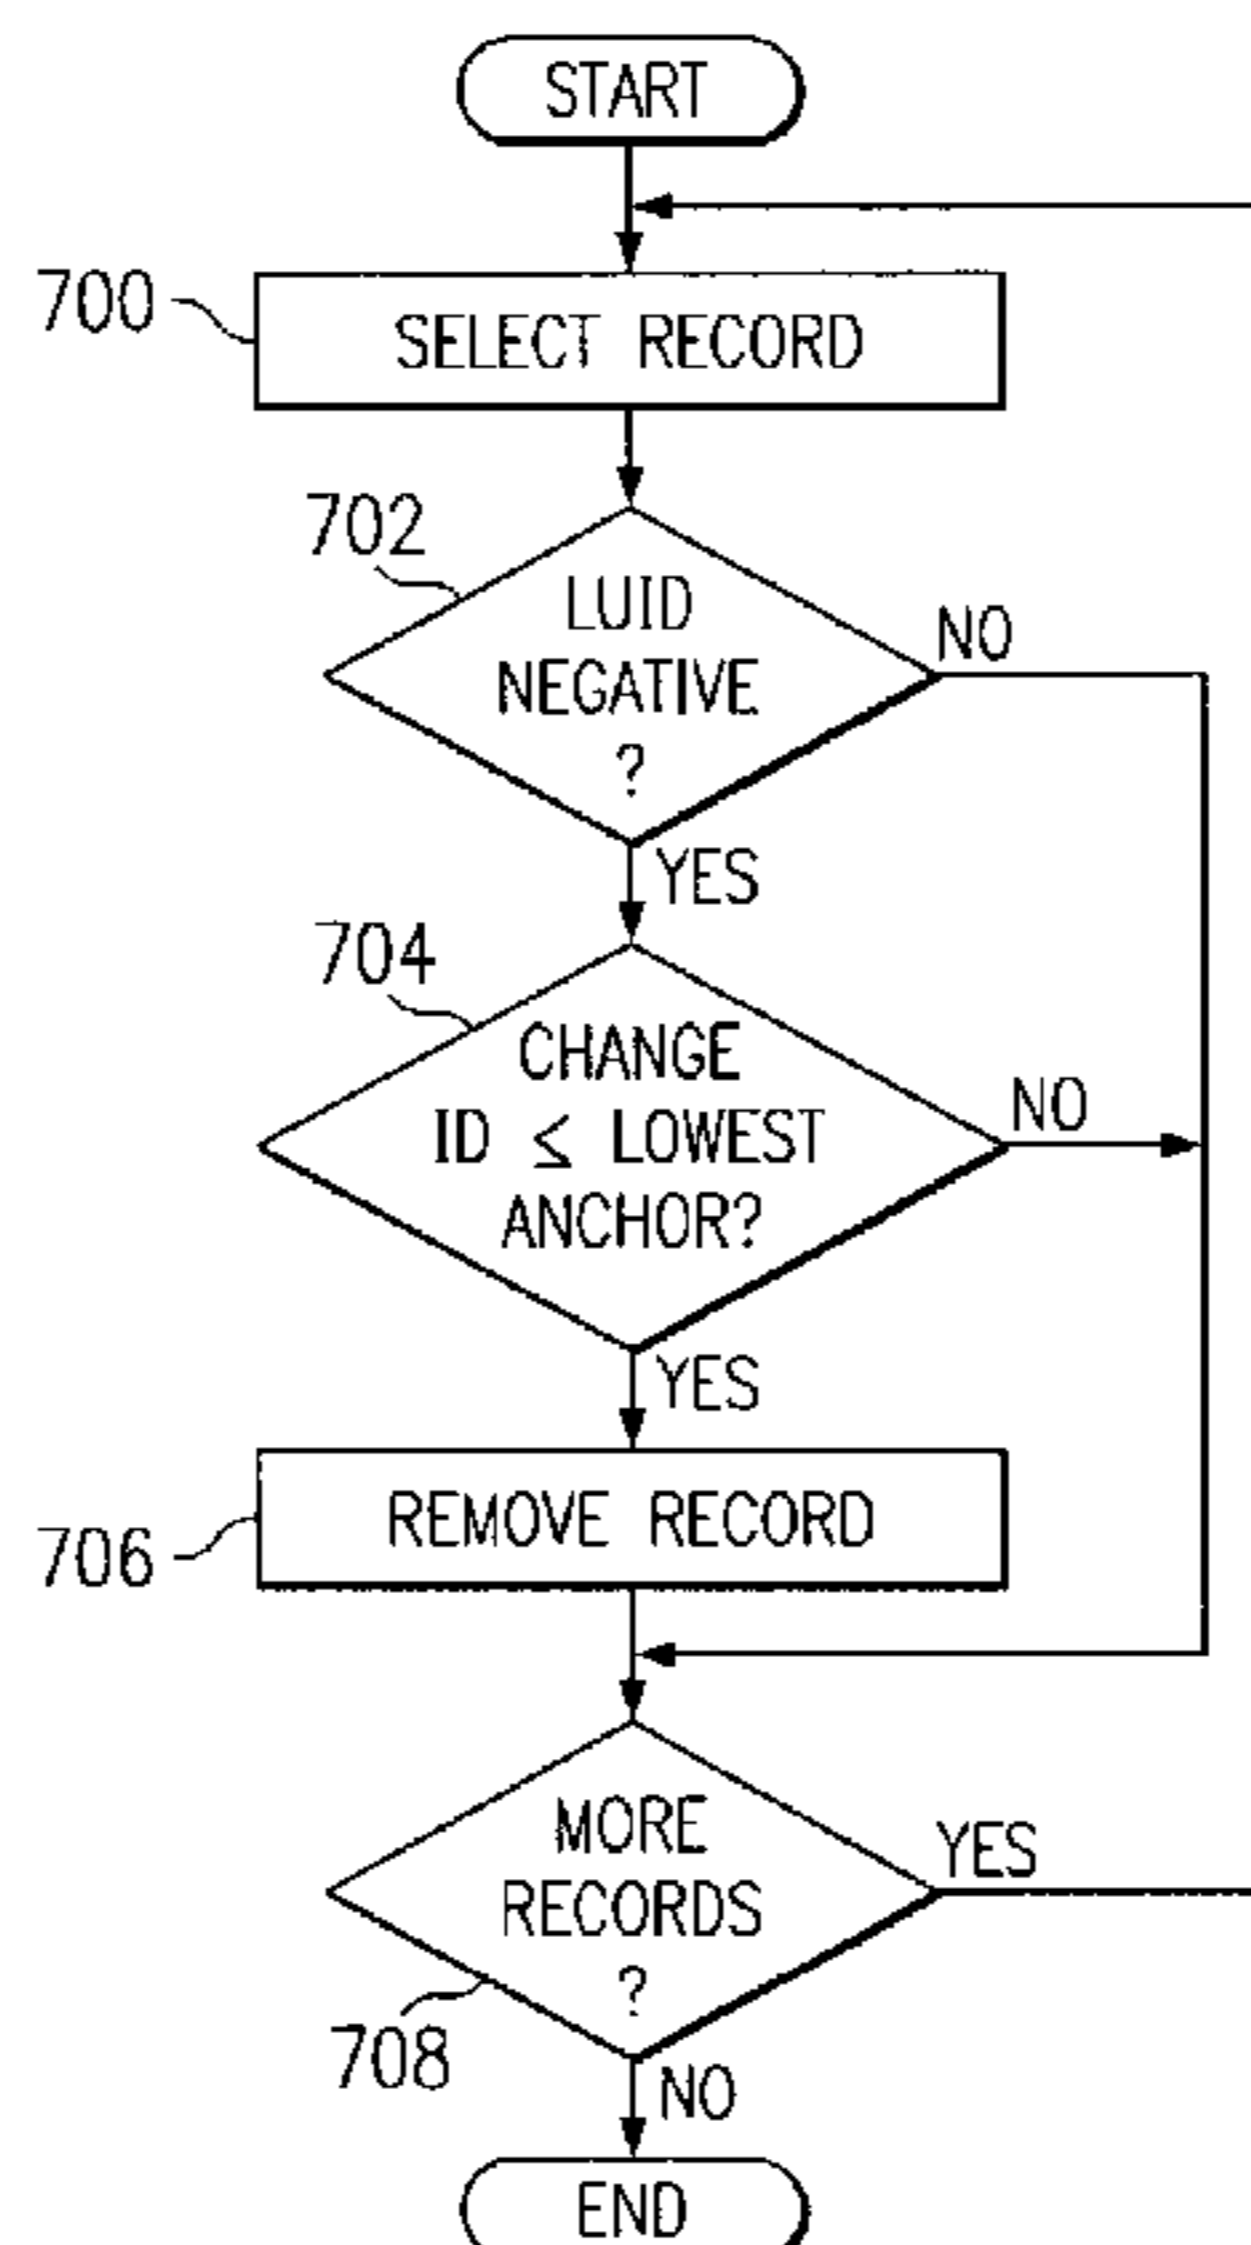 START
700
SELECT RECORD
702
LUID
NEGATIVE
?
NO
YES
704
CHANGE
ID ≤ LOWEST
ANCHOR?
NO
YES
REMOVE RECORD
706
MORE
RECORDS
?
YES
708
NO
END